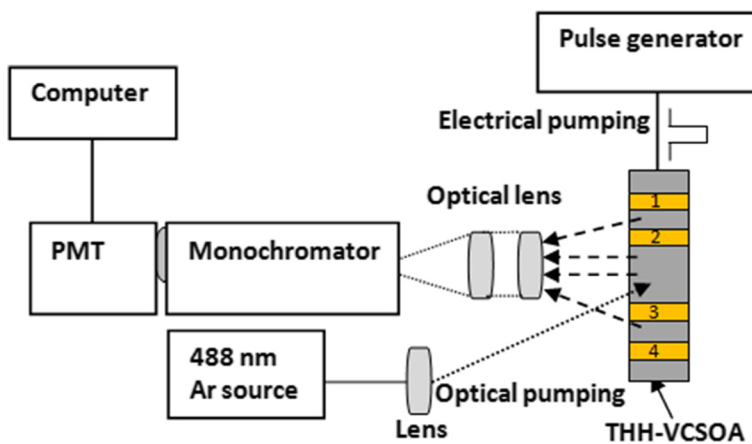 Pulse generator
Computer
Electrical pumping
Optical lens
1
2
PMT
Monochromator
3
488 nm
Ar source
4
Optical pumping
Lens
THH-VCSOA